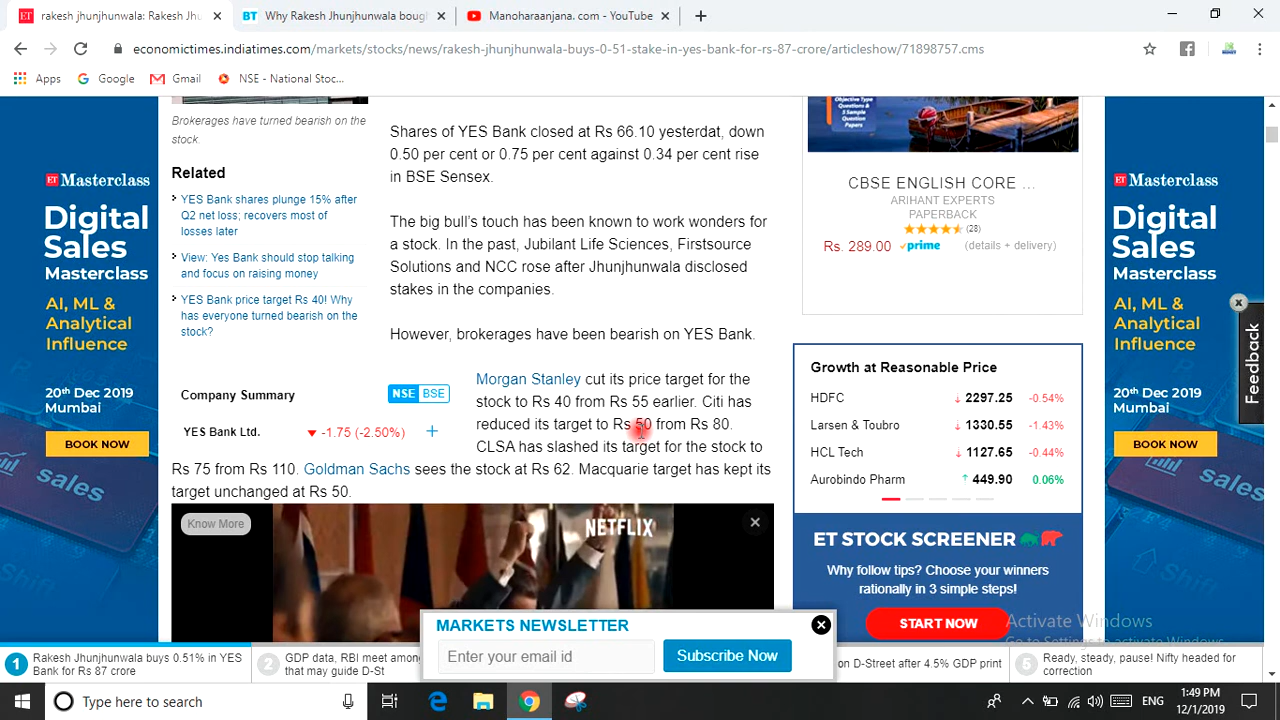 rakesh jhunjhunwala: Rakesh Jhu
Why Rakesh Jhunjhunwala bough
Manoharaanjana. com - YouTube
economictimes.indiatimes.com/markets/stocks/news/rakesh-jhunjhunwala-buys-0-51-stake-in-yes-bank-for-rs-87-crore/articleshow/71898757.cms
Apps
Google
Gmail
NSE - National Stoc...
ET Masterclass
Digital
Sales
Masterclass
AI, ML &
Analytical
Influence
20th Dec 2019
Mumbai
BOOK NOW
sales
Brokerages have turned bearish on the
stock.
Related
YES Bank shares plunge 15% after
Q2 net loss; recovers most of
losses later
View: Yes Bank should stop talking
and focus on raising money
YES Bank price target Rs 40! Why
has everyone turned bearish on the
stock?
Shares of YES Bank closed at Rs 66.10 yesterdat, down
0.50 per cent or 0.75 per cent against 0.34 per cent rise
in BSE Sensex.
The big bull's touch has been known to work wonders for
a stock. In the past, Jubilant Life Sciences, Firstsource
Solutions and NCC rose after Jhunjhunwala disclosed
stakes in the companies.
However, brokerages have been bearish on YES Bank.
Company Summary
NSE BSE
YES Bank Ltd.
-1.75 (-2.50%)
Morgan Stanley cut its price target for the
stock to Rs 40 from Rs 55 earlier. Citi has
reduced its target to Rs 50 from Rs 80.
CLSA has slashed its target for the stock to
Rs 75 from Rs 110. Goldman Sachs sees the stock at Rs 62. Macquarie target has kept its
target unchanged at Rs 50.
Know More
NETFLIX
Objective Type
Questions &
5 Sample
Question
Papers
CBSE ENGLISH CORE ...
ARIHANT EXPERTS
PAPERBACK
(28)
Rs. 289.00 prime (details + delivery)
Growth at Reasonable Price
HDFC 2297.25 -0.54%
Larsen & Toubro 1330.55 -1.43%
HCL Tech 1127.65 -0.44%
Aurobindo Pharm 449.90 0.06%
ET STOCK SCREENER
Why follow tips? Choose your winners
rationally in 3 simple steps!
START NOW
ET Masterclass
Digital
Sales
Masterclass
AI, ML &
Analytical
Influence
20th Dec 2019
Mumbai
BOOK NOW
sales
Feedback
Activate Windows
Go to Settings to activate Windows.
MARKETS NEWSLETTER
Enter your email id
Subscribe Now
1 Rakesh Jhunjhunwala buys 0.51% in YES
Bank for Rs 87 crore
2 GDP data, RBI meet among
that may guide D-St
on D-Street after 4.5% GDP print
5 Ready, steady, pause! Nifty headed for
correction
Type here to search
ENG
1:49 PM
12/1/2019